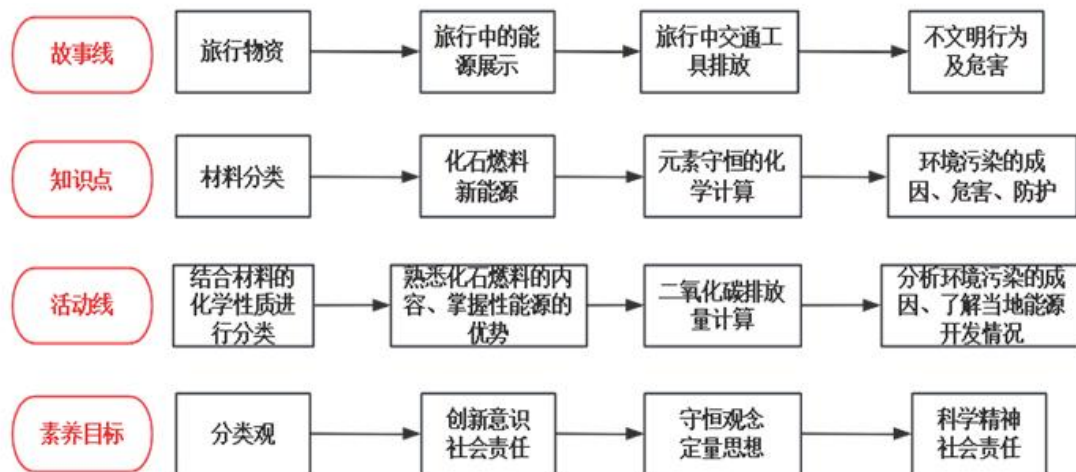 故事线
旅行物资
旅行中的能
源展示
旅行中交通工
具排放
不文明行为
及危害
知识点
材料分类
化石燃料
新能源
元素守恒的化
学计算
环境污染的成
因、危害、防护
活动线
结合材料的
化学性质进
行分类
熟悉化石燃料的内
容、掌握性能源的
优势
二氧化碳排放
量计算
分析环境污染的成
因、了解当地能源
开发情况
素养目标
分类观
创新意识
社会责任
守恒观念
定量思想
科学精神
社会责任